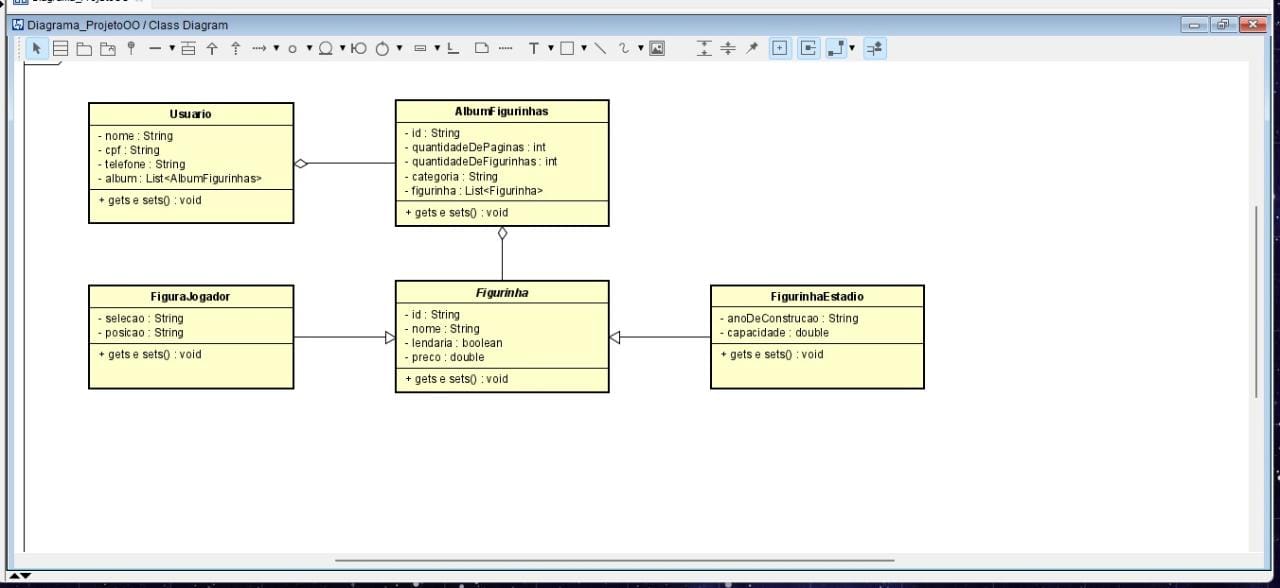 Diagrama_ProjetoOO / Class Diagram
Usuario
- nome : String
- cpf : String
- telefone : String
- album : List<AlbumFigurinhas>
+ gets e sets() : void
AlbumFigurinhas
- id : String
- quantidadeDePaginas : int
- quantidadeDeFigurinhas : int
- categoria : String
- figurinha : List<Figurinha>
+ gets e sets() : void
FiguraJogador
- selecao : String
- posicao : String
+ gets e sets() : void
Figurinha
- id : String
- nome : String
- lendaria : boolean
- preco : double
+ gets e sets() : void
FigurinhaEstadio
- anoDeConstrucao : String
- capacidade : double
+ gets e sets() : void